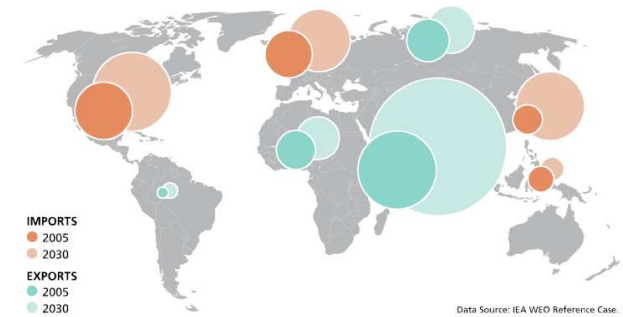 IMPORTS
2005
2030
EXPORTS
2005
2030
Data Source: IEA WEO Reference Case.